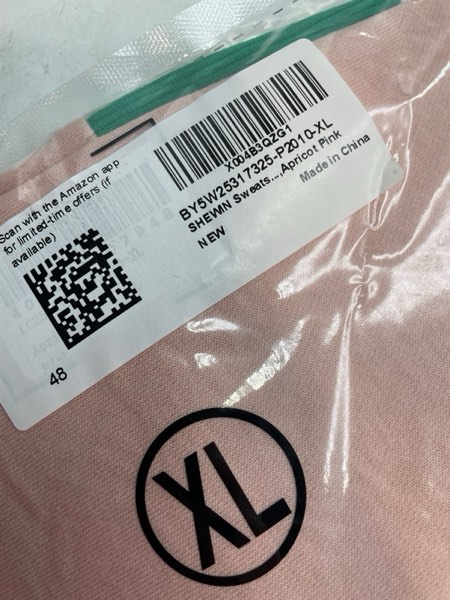 X004B3QZG1
BY5W25317325-P2010-XL
SHEWIN Sweats...,Apricot Pink
NEW Made in China
Scan with the Amazon app
for limited-time offers (if
available)
48
XL